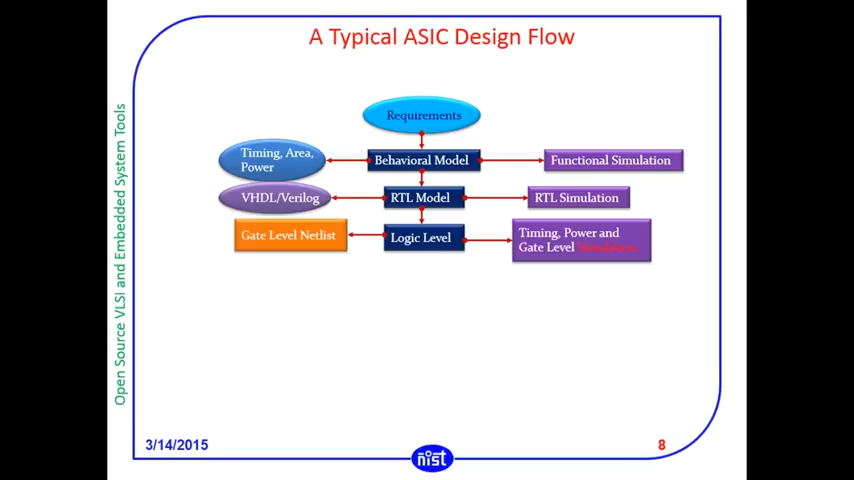 A Typical ASIC Design Flow
Open Source VLSI and Embedded System Tools
Requirements
Timing, Area,
Power
Behavioral Model
Functional Simulation
VHDL/Verilog
RTL Model
RTL Simulation
Gate Level Netlist
Logic Level
Timing, Power and
Gate Level Simulation
3/14/2015
8
nist